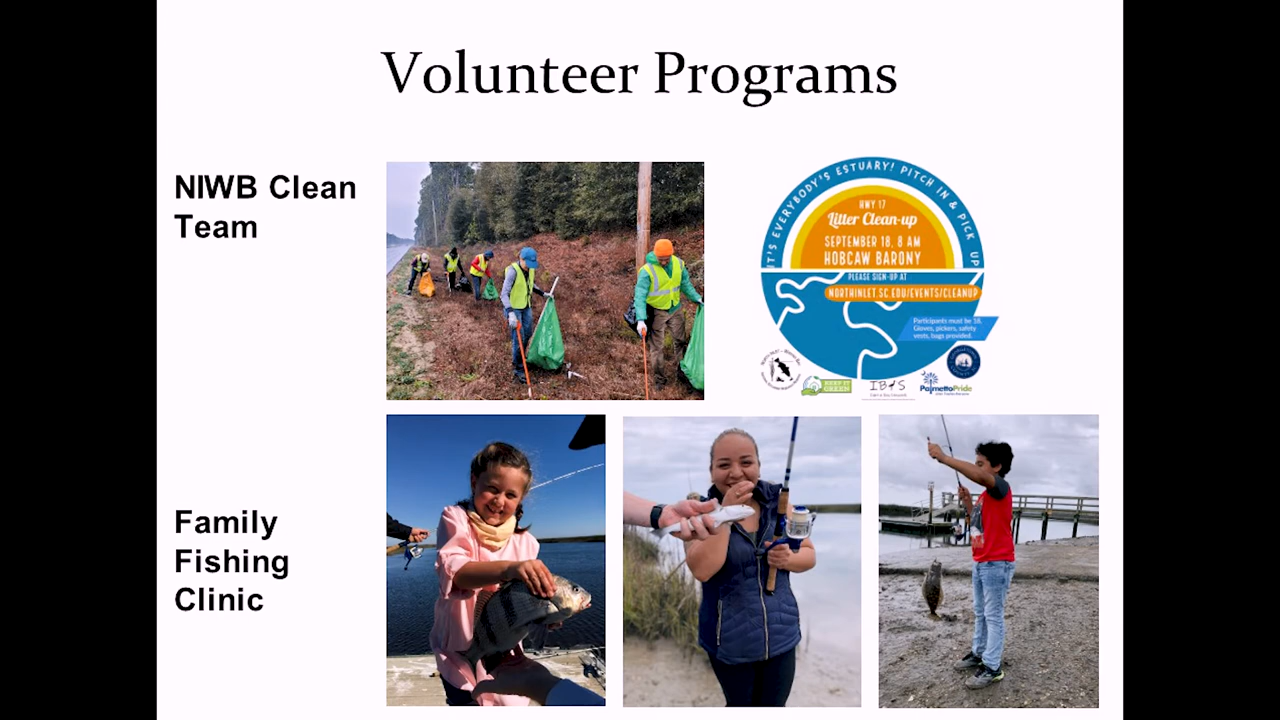 Volunteer Programs
NIWB Clean
Team
IT'S EVERYBODY'S ESTUARY! PITCH IN & PICK UP
HWY 17
Litter Clean-up
SEPTEMBER 18, 8 AM
HOBCAW BARONY
PLEASE SIGN-UP AT
NORTHINLET.SC.EDU/EVENTS/CLEANUP
Participants must be 18.
Gloves, pickers, safety
vests, bags provided.
KEEP IT
GREEN
PalmettoPride
Family
Fishing
Clinic